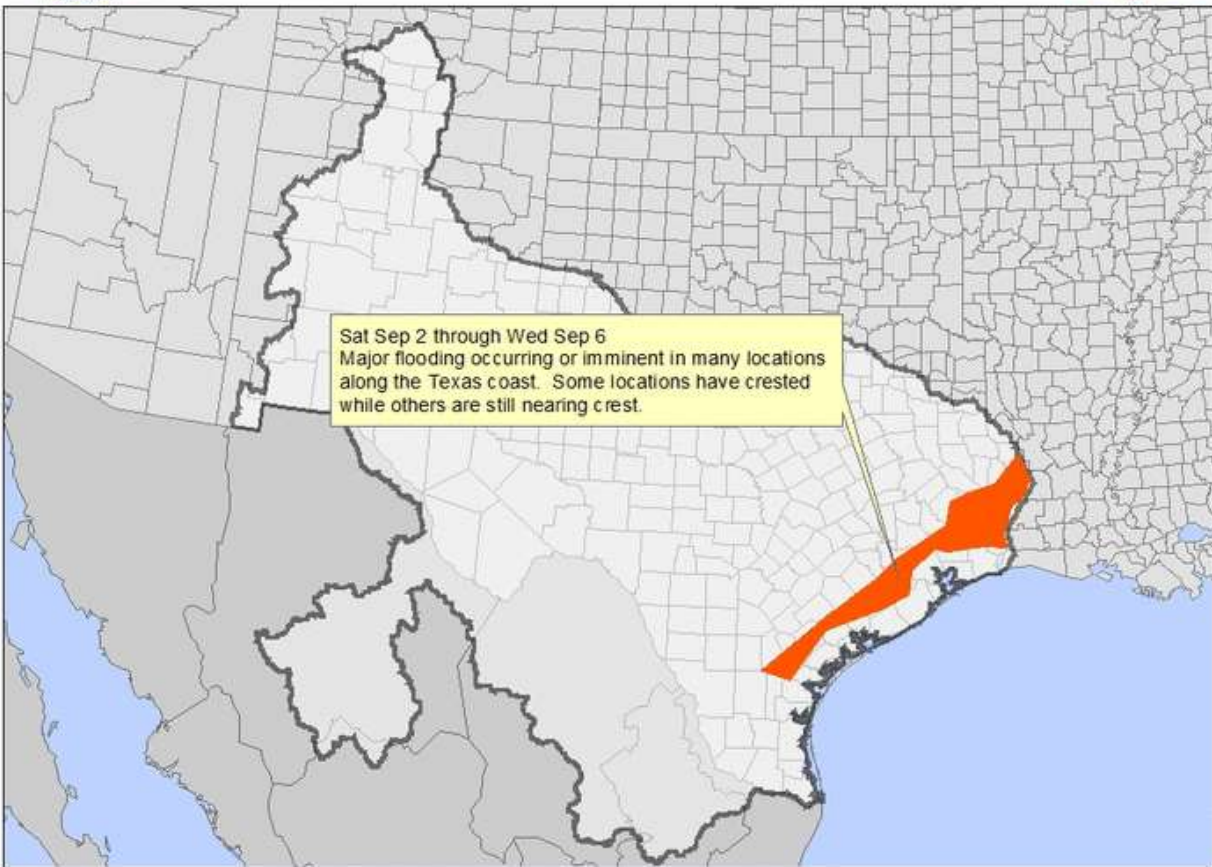 Sat Sep 2 through Wed Sep 6
Major flooding occurring or imminent in many locations
along the Texas coast.  Some locations have crested
while others are still nearing crest.